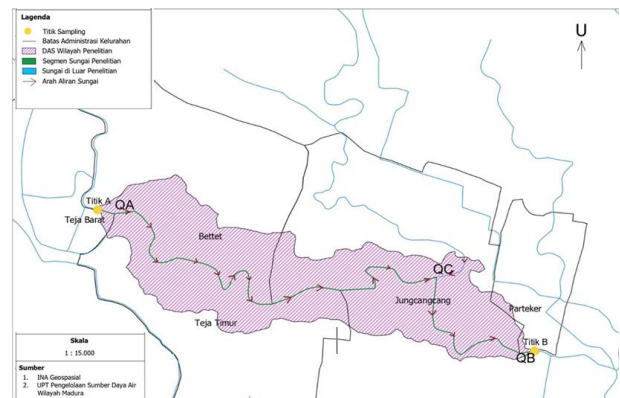 Lagenda
Titik Sampling
Batas Administrasi Kelurahan
DAS Wilayah Penelitian
Segmen Sungai Penelitian
Sungai di Luar Penelitian
Arah Aliran Sungai
U
Titik A
QA
Teja Barat
Bettet
QC
Jungcangcang
Parteker
Teja Timur
Titik B
QB
Skala
1 : 15.000
Sumber
1. INA Geospasial
2. UPT Pengelolaan Sumber Daya Air
Wilayah Madura